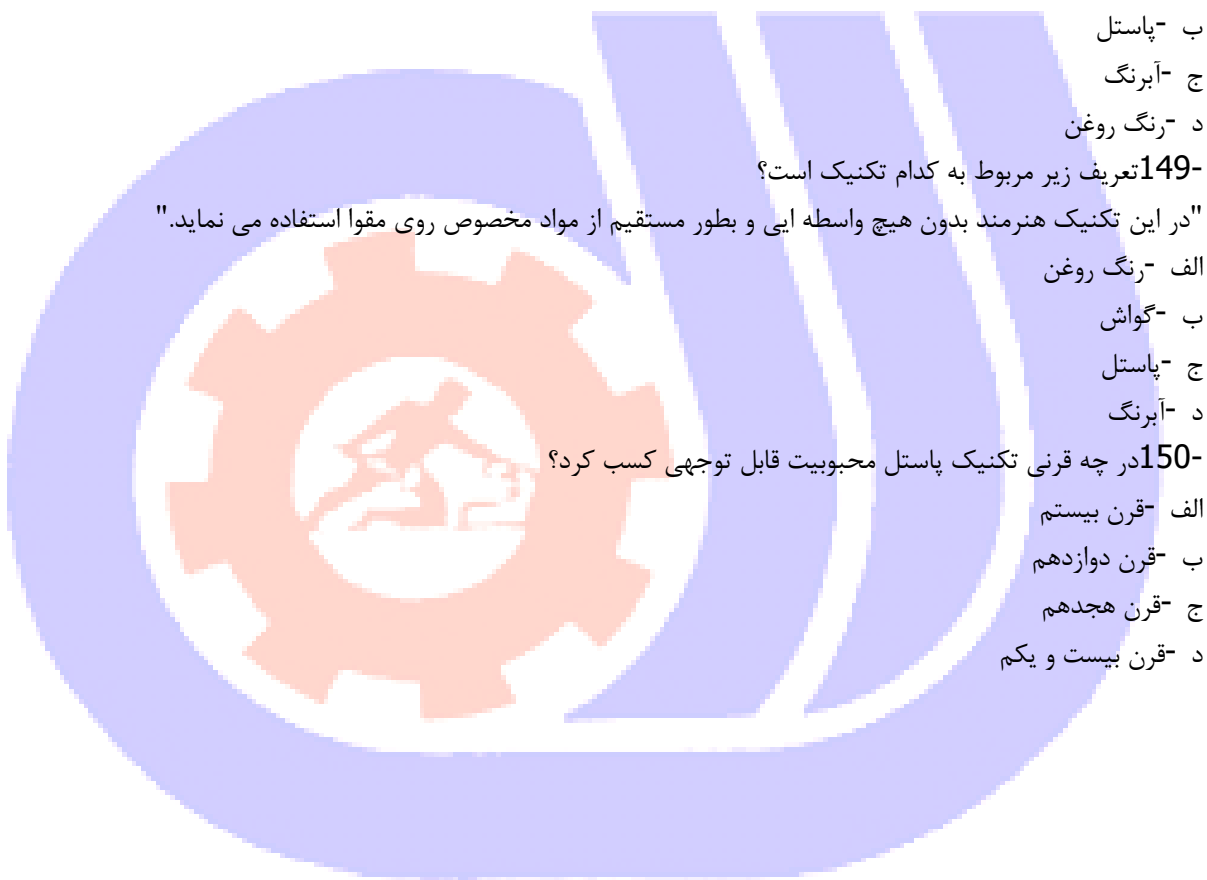 ب -پاستل
ج -آبرنگ
د -رنگ روغن
149-تعریف زیر مربوط به کدام تکنیک است؟
"در این تکنیک هنرمند بدون هیچ واسطه ایی و بطور مستقیم از مواد مخصوص روی مقوا استفاده می نماید."
الف -رنگ روغن
ب -گواش
ج -پاستل
د -آبرنگ
150-در چه قرنی تکنیک پاستل محبوبیت قابل توجهی کسب کرد؟
الف -قرن بیستم
ب -قرن دوازدهم
ج -قرن هجدهم
د -قرن بیست و یکم